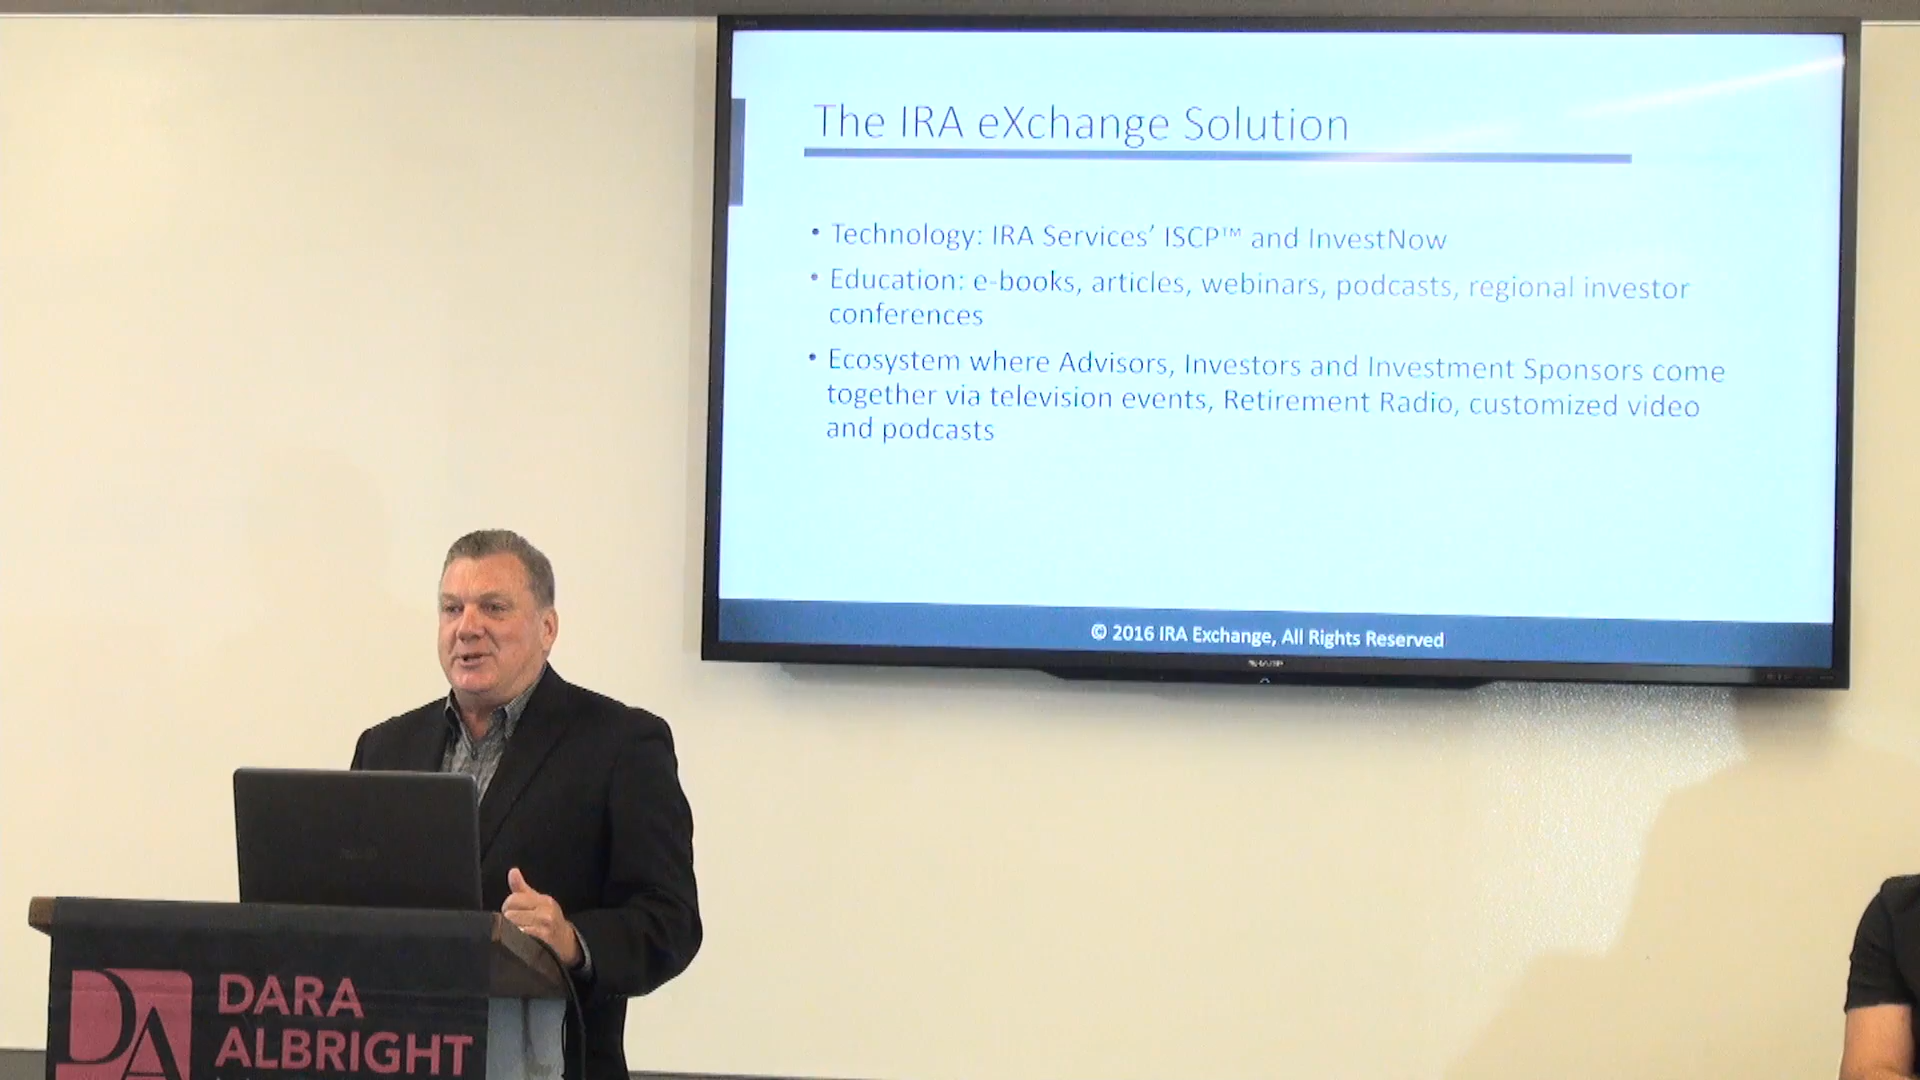 The IRA eXchange Solution
• Technology: IRA Services’ ISCP™ and InvestNow
• Education: e-books, articles, webinars, podcasts, regional investor
conferences
• Ecosystem where Advisors, Investors and Investment Sponsors come
together via television events, Retirement Radio, customized video
and podcasts
© 2016 IRA Exchange, All Rights Reserved
SHARP
DA
DARA
ALBRIGHT